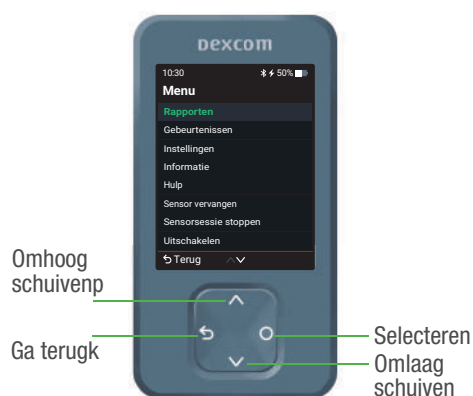 Dexcom
10:30 50%
Menu
Rapporten
Gebeurtenissen
Instellingen
Informatie
Hulp
Sensor vervangen
Sensorsessie stoppen
Uitschakelen
Terug
Omhoog
schuivenp
Ga terugk
Selecteren
Omlaag
schuiven